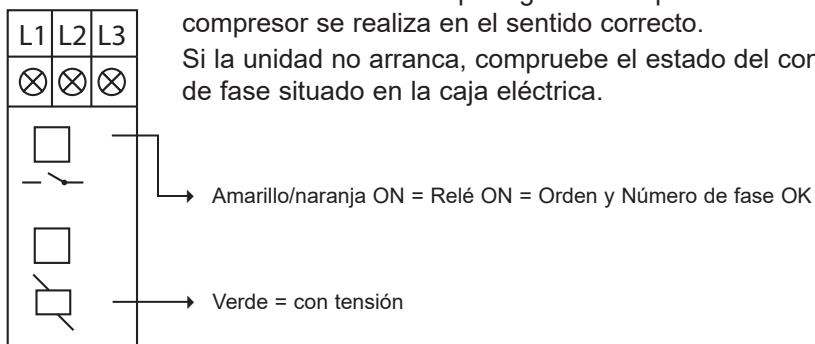 compresor se realiza en el sentido correcto.
Si la unidad no arranca, compruebe el estado del
de fase situado en la caja eléctrica.
L1 L2 L3
Amarillo/naranja ON = Relé ON = Orden y Número de fase OK
Verde = con tensión